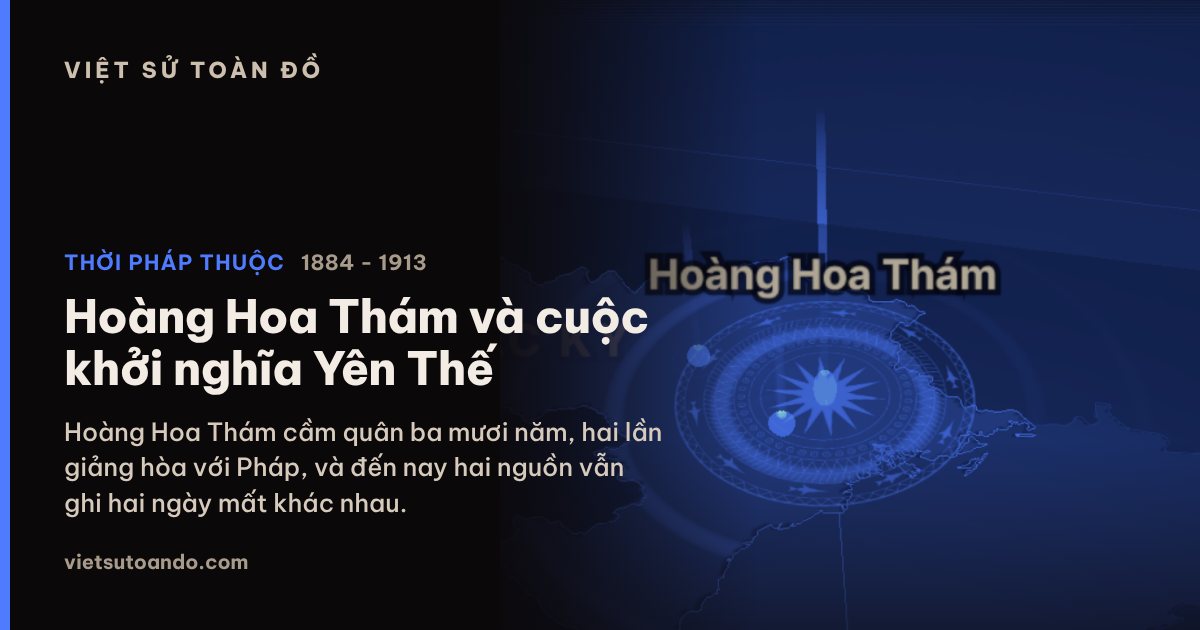 VIỆT SỬ TOÀN ĐỒ
THỜI PHÁP THUỘC 1884 - 1913
Hoàng Hoa Thám và cuộc
khởi nghĩa Yên Thế
Hoàng Hoa Thám cầm quân ba mươi năm, hai lần
giảng hòa với Pháp, và đến nay hai nguồn vẫn
ghi hai ngày mất khác nhau.
vietsutoando.com
Hoàng Hoa Thám